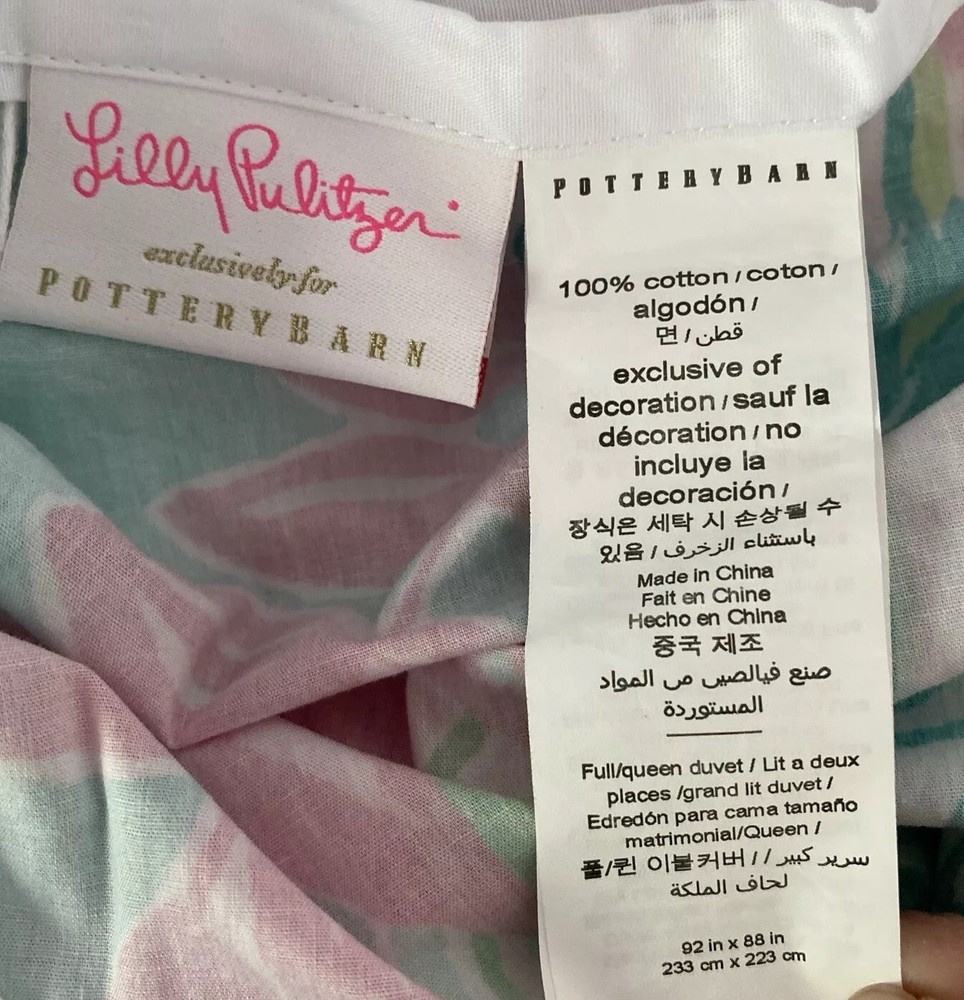 Lilly Pulitzer
exclusively for
POTTERYBARN
POTTERYBARN
100% cotton / coton /
algodón /
면 / قطن
exclusive of
decoration / sauf la
décoration / no
incluye la
decoración /
장식은 세탁 시 손상될 수
있음 / باستثناء الزخرف
Made in China
Fait en Chine
Hecho en China
중국 제조
صنع فيالصين من المواد
المستوردة
Full/queen duvet / Lit a deux
places /grand lit duvet /
Edredón para cama tamaño
matrimonial/Queen /
풀/퀸 이불커버 / / سرير كبير
لحاف الملكة
92 in x 88 in
233 cm x 223 cm